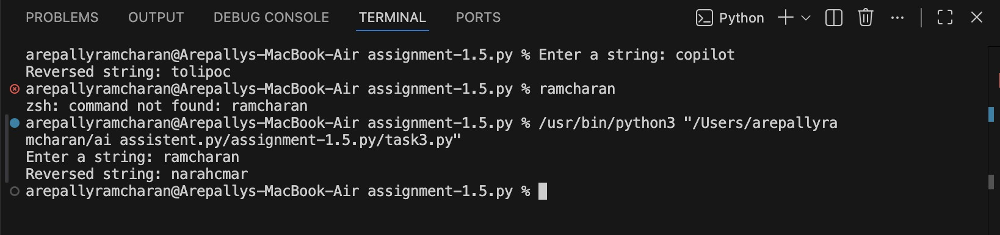 PROBLEMS OUTPUT DEBUG CONSOLE TERMINAL PORTS Python
arepallyramcharan@Arepallys-MacBook-Air assignment-1.5.py % Enter a string: copilot
Reversed string: tolipoc
arepallyramcharan@Arepallys-MacBook-Air assignment-1.5.py % ramcharan
zsh: command not found: ramcharan
arepallyramcharan@Arepallys-MacBook-Air assignment-1.5.py % /usr/bin/python3 "/Users/arepallyra
mcharan/ai assistent.py/assignment-1.5.py/task3.py"
Enter a string: ramcharan
Reversed string: narahcmar
arepallyramcharan@Arepallys-MacBook-Air assignment-1.5.py %